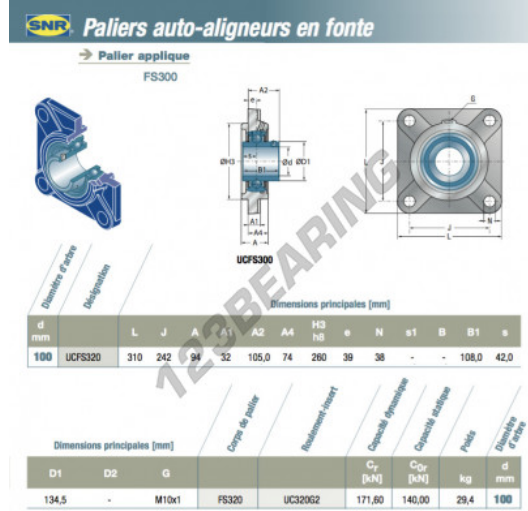 SNR Paliers auto-aligneurs en fonte
Palier applique
FS300
A2
e
ØH3
s
B1
Ød
ØD1
A1
A4
A
UCFS300
G
L
J
N
J
L
123BEARING
Diamètre d'arbre
Désignation
Dimensions principales [mm]
d mm L J A A1 A2 A4 H3 h8 e N s1 B B1 s
100 UCFS320 310 242 94 32 105,0 74 260 39 38 - - 108,0 42,0
Dimensions principales [mm]
Corps de palier
Roulement-insert
Capacité dynamique
Capacité statique
Poids
Diamètre d'arbre
D1 D2 G Cr [kN] C0r [kN] kg d mm
134,5 - M10x1 FS320 UC320G2 171,60 140,00 29,4 100